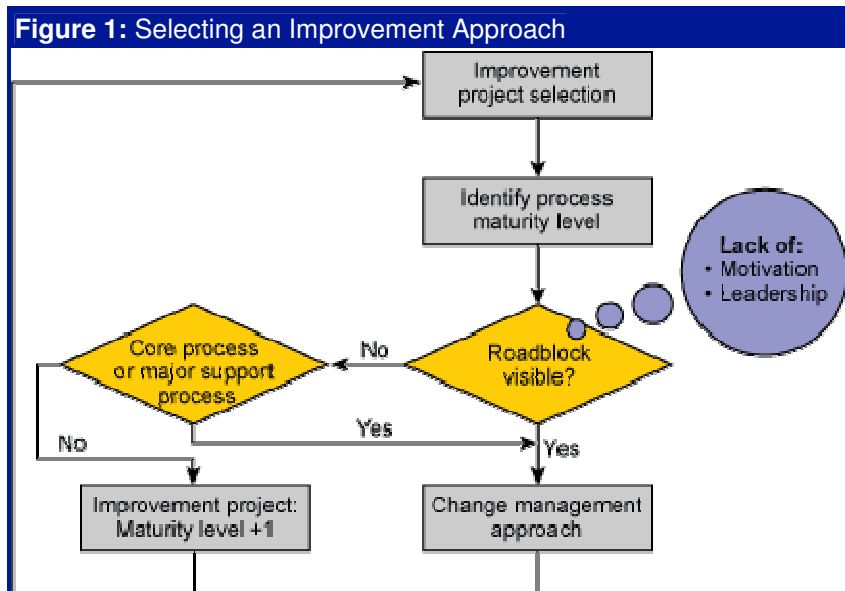 Figure 1: Selecting an Improvement Approach
Improvement
project selection
Identify process
maturity level
Lack of:
• Motivation
• Leadership
Core process
or major support
process
No
Roadblock
visible?
Yes
Yes
No
Improvement project:
Maturity level +1
Change management
approach